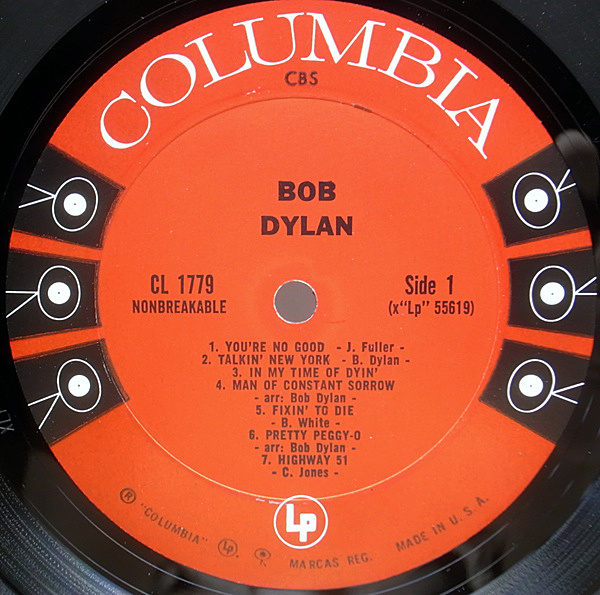 COLUMBIA
CBS
BOB
DYLAN
CL 1779
NONBREAKABLE
Side 1
(x“Lp” 55619)
1. YOU'RE NO GOOD - J. Fuller -
2. TALKIN' NEW YORK - B. Dylan -
3. IN MY TIME OF DYIN'
4. MAN OF CONSTANT SORROW
- arr: Bob Dylan -
5. FIXIN' TO DIE
- B. White -
6. PRETTY PEGGY-O
- arr: Bob Dylan -
7. HIGHWAY 51
- C. Jones -
Lp
® "COLUMBIA" Lp MARCAS REG. MADE IN U.S.A.